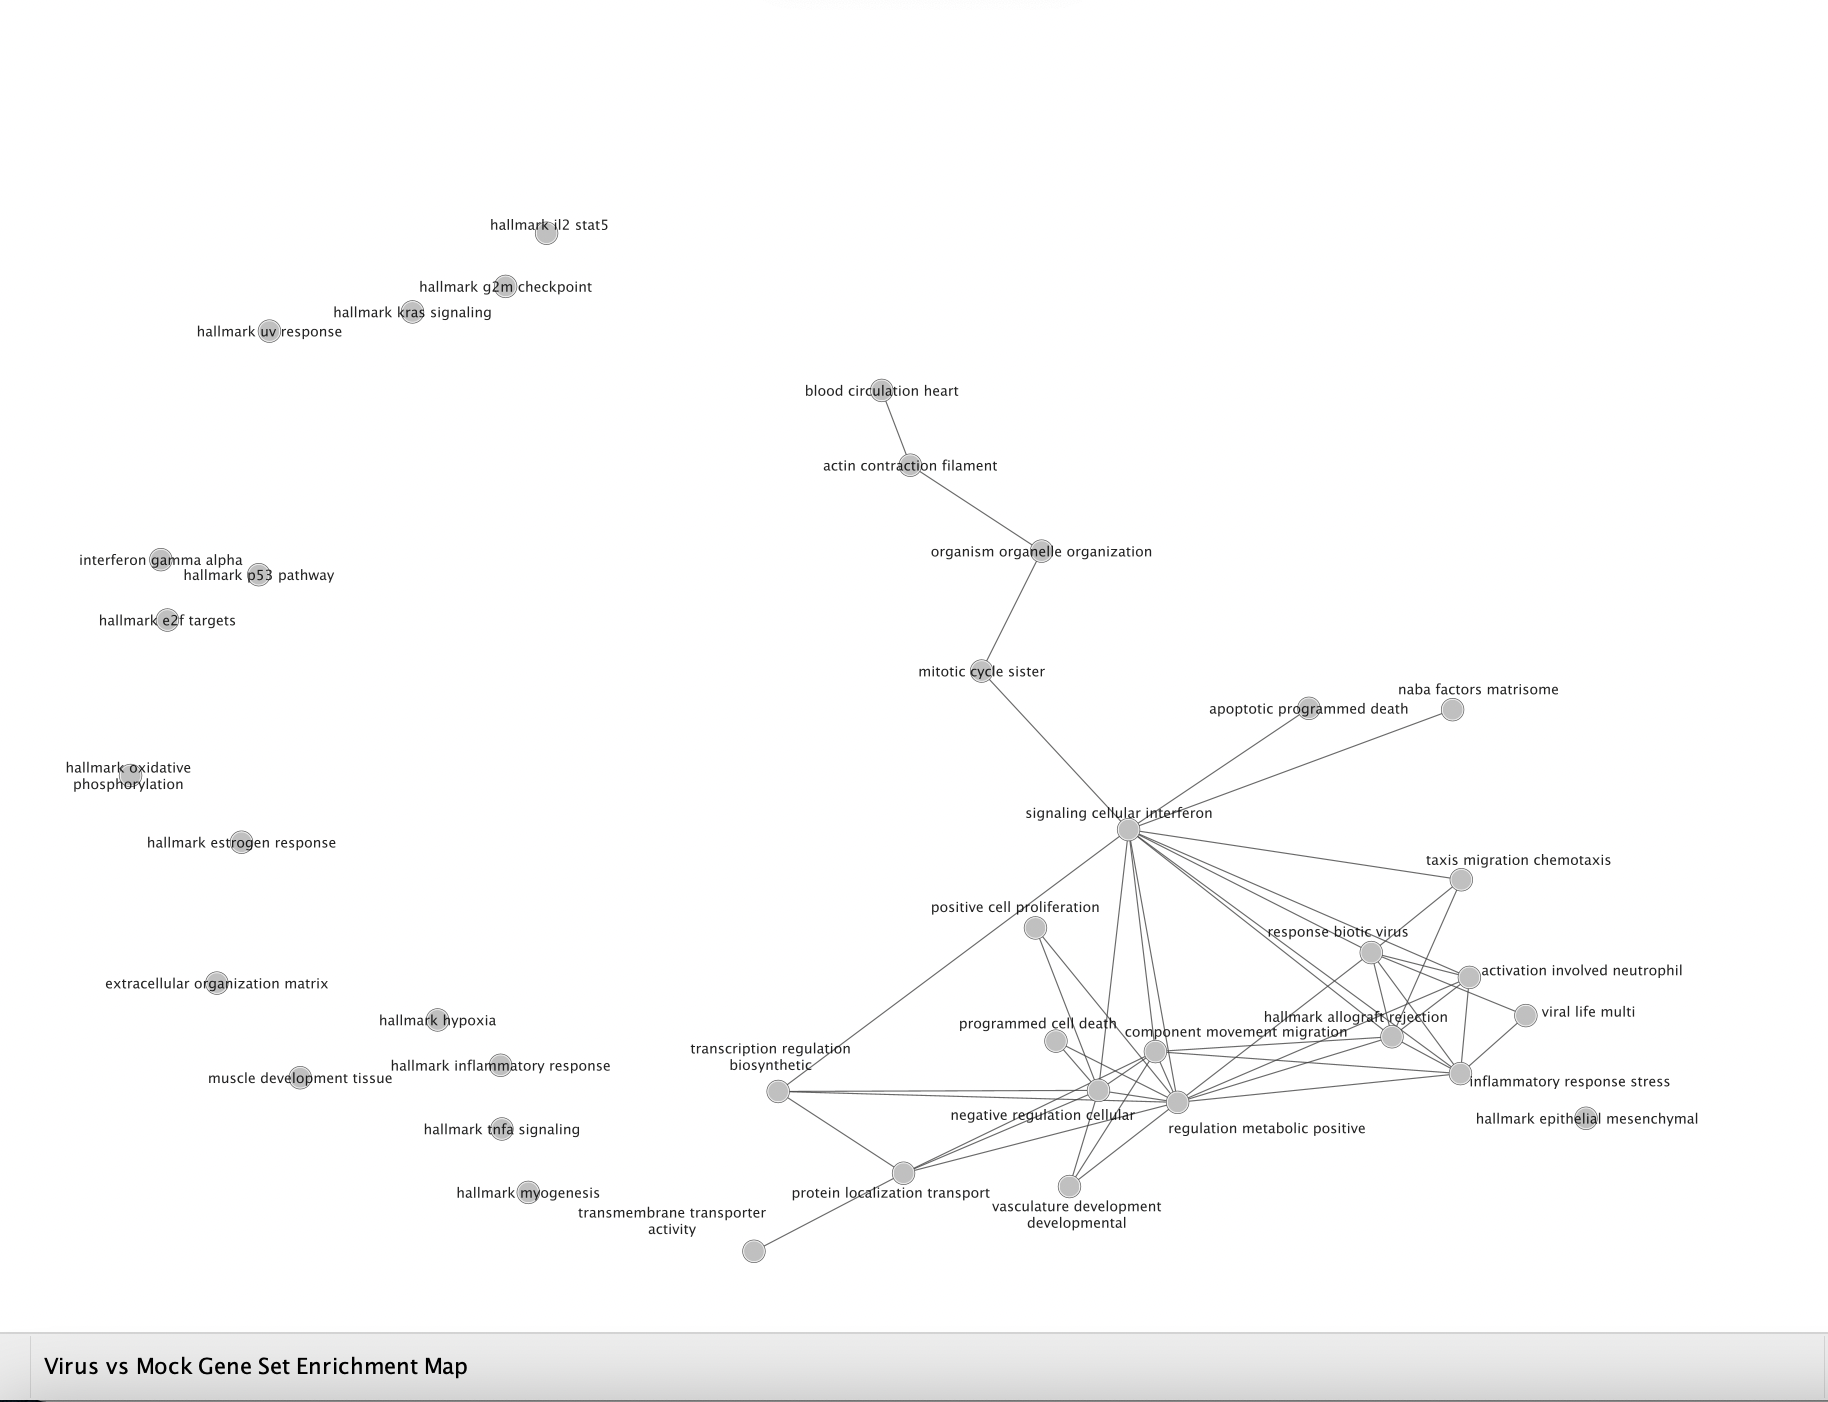 hallmark il2 stat5
hallmark g2m checkpoint
hallmark kras signaling
hallmark uv response
blood circulation heart
actin contraction filament
organism organelle organization
interferon gamma alpha
hallmark p53 pathway
hallmark e2f targets
mitotic cycle sister
naba factors matrisome
apoptotic programmed death
hallmark oxidative
phosphorylation
signaling cellular interferon
hallmark estrogen response
taxis migration chemotaxis
positive cell proliferation
response biotic virus
activation involved neutrophil
extracellular organization matrix
viral life multi
hallmark allograft rejection
hallmark hypoxia
programmed cell death
component movement migration
transcription regulation
biosynthetic
hallmark inflammatory response
muscle development tissue
inflammatory response stress
negative regulation cellular
hallmark epithelial mesenchymal
regulation metabolic positive
hallmark tnfa signaling
hallmark myogenesis
protein localization transport
vasculature development
developmental
transmembrane transporter
activity
Virus vs Mock Gene Set Enrichment Map